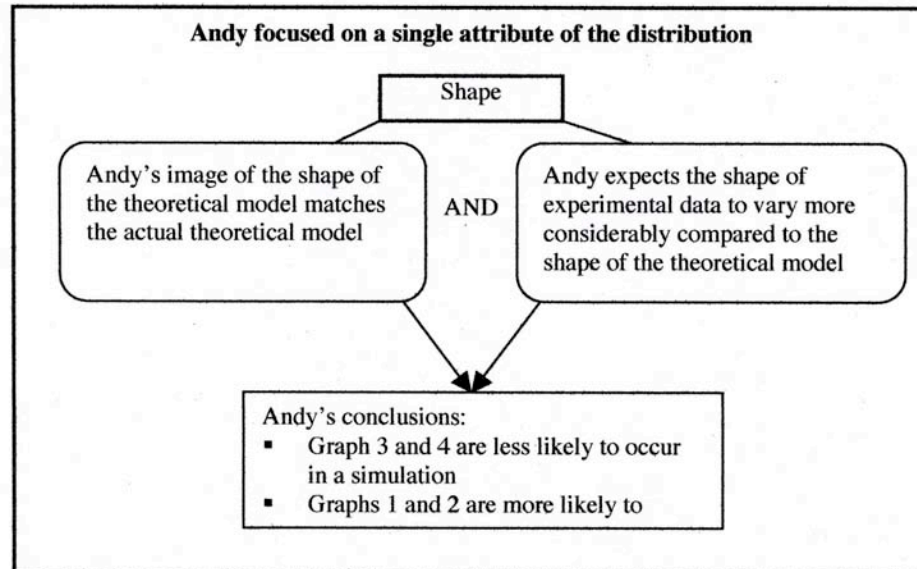 Andy focused on a single attribute of the distribution
Shape
Andy's image of the shape of
the theoretical model matches
the actual theoretical model
AND
Andy expects the shape of
experimental data to vary more
considerably compared to the
shape of the theoretical model
Andy's conclusions:
▪ Graph 3 and 4 are less likely to occur
in a simulation
▪ Graphs 1 and 2 are more likely to